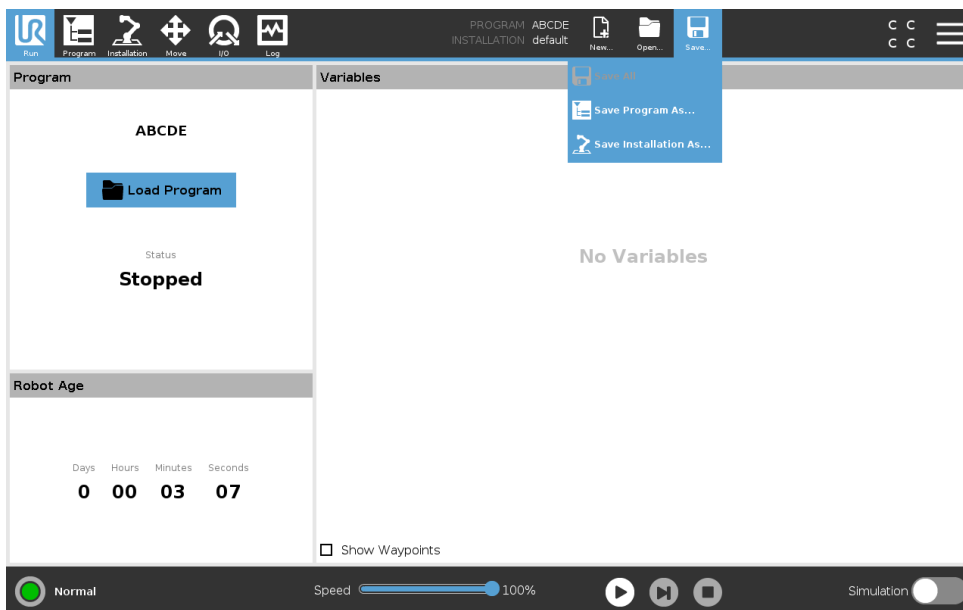 PROGRAM ABCDE
INSTALLATION default
UR
Run
Program
Installation
Move
I/O
Log
New...
Open...
Save...
C C
C C
Save All
Save Program As...
Save Installation As...
Program
ABCDE
Load Program
Status
Stopped
Variables
No Variables
Robot Age
Days Hours Minutes Seconds
0 00 03 07
Show Waypoints
Normal
Speed 100%
Simulation